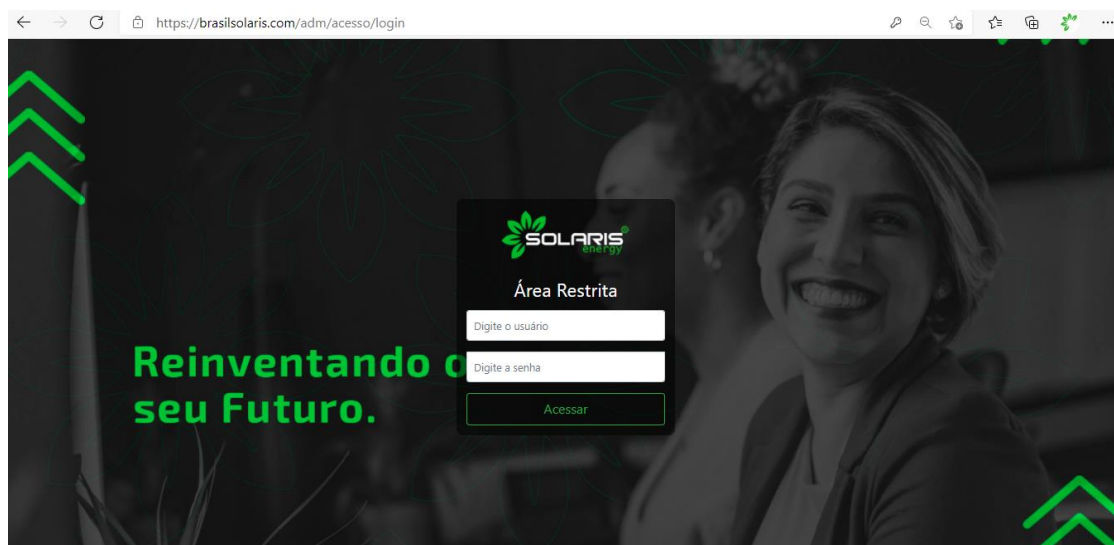 https://brasilsolaris.com/adm/acesso/login
SOLARIS®
energy
Área Restrita
Digite o usuário
Reinventando o
Digite a senha
seu Futuro.
Acessar